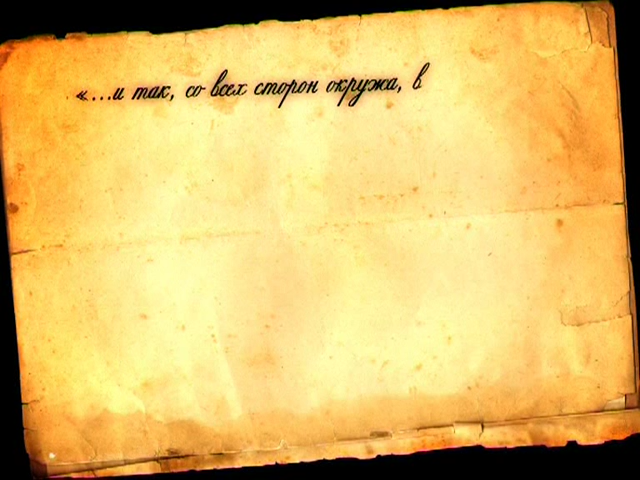 «...и так, со всех сторон окружа, в